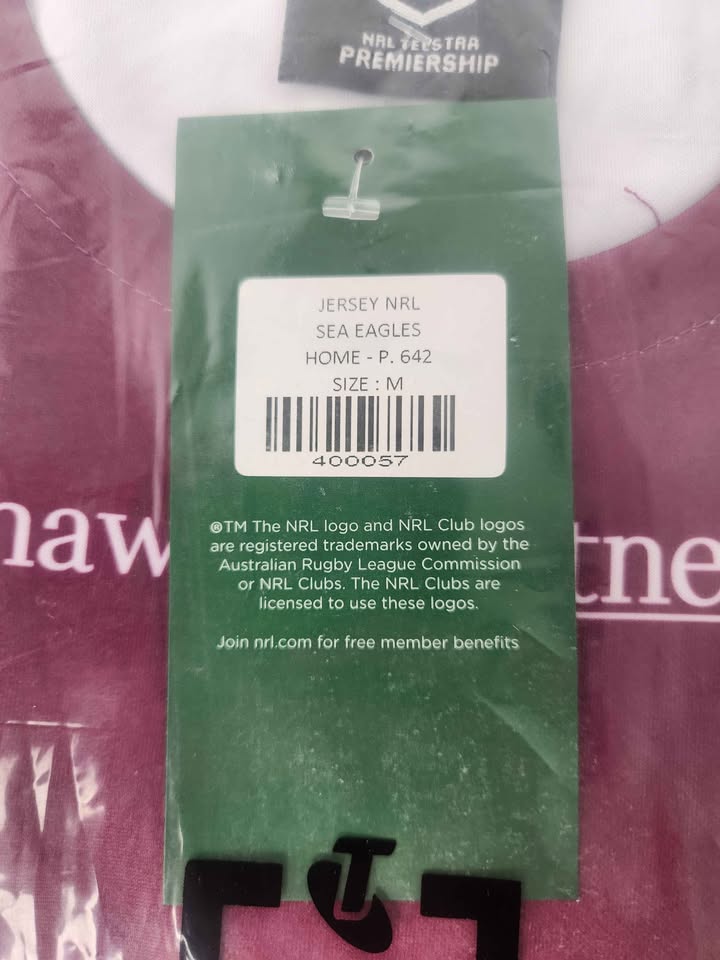 NRL TELSTRA
PREMIERSHIP
JERSEY NRL
SEA EAGLES
HOME - P. 642
SIZE : M
400057
®TM The NRL logo and NRL Club logos
are registered trademarks owned by the
Australian Rugby League Commission
or NRL Clubs. The NRL Clubs are
licensed to use these logos.
Join nrl.com for free member benefits
T